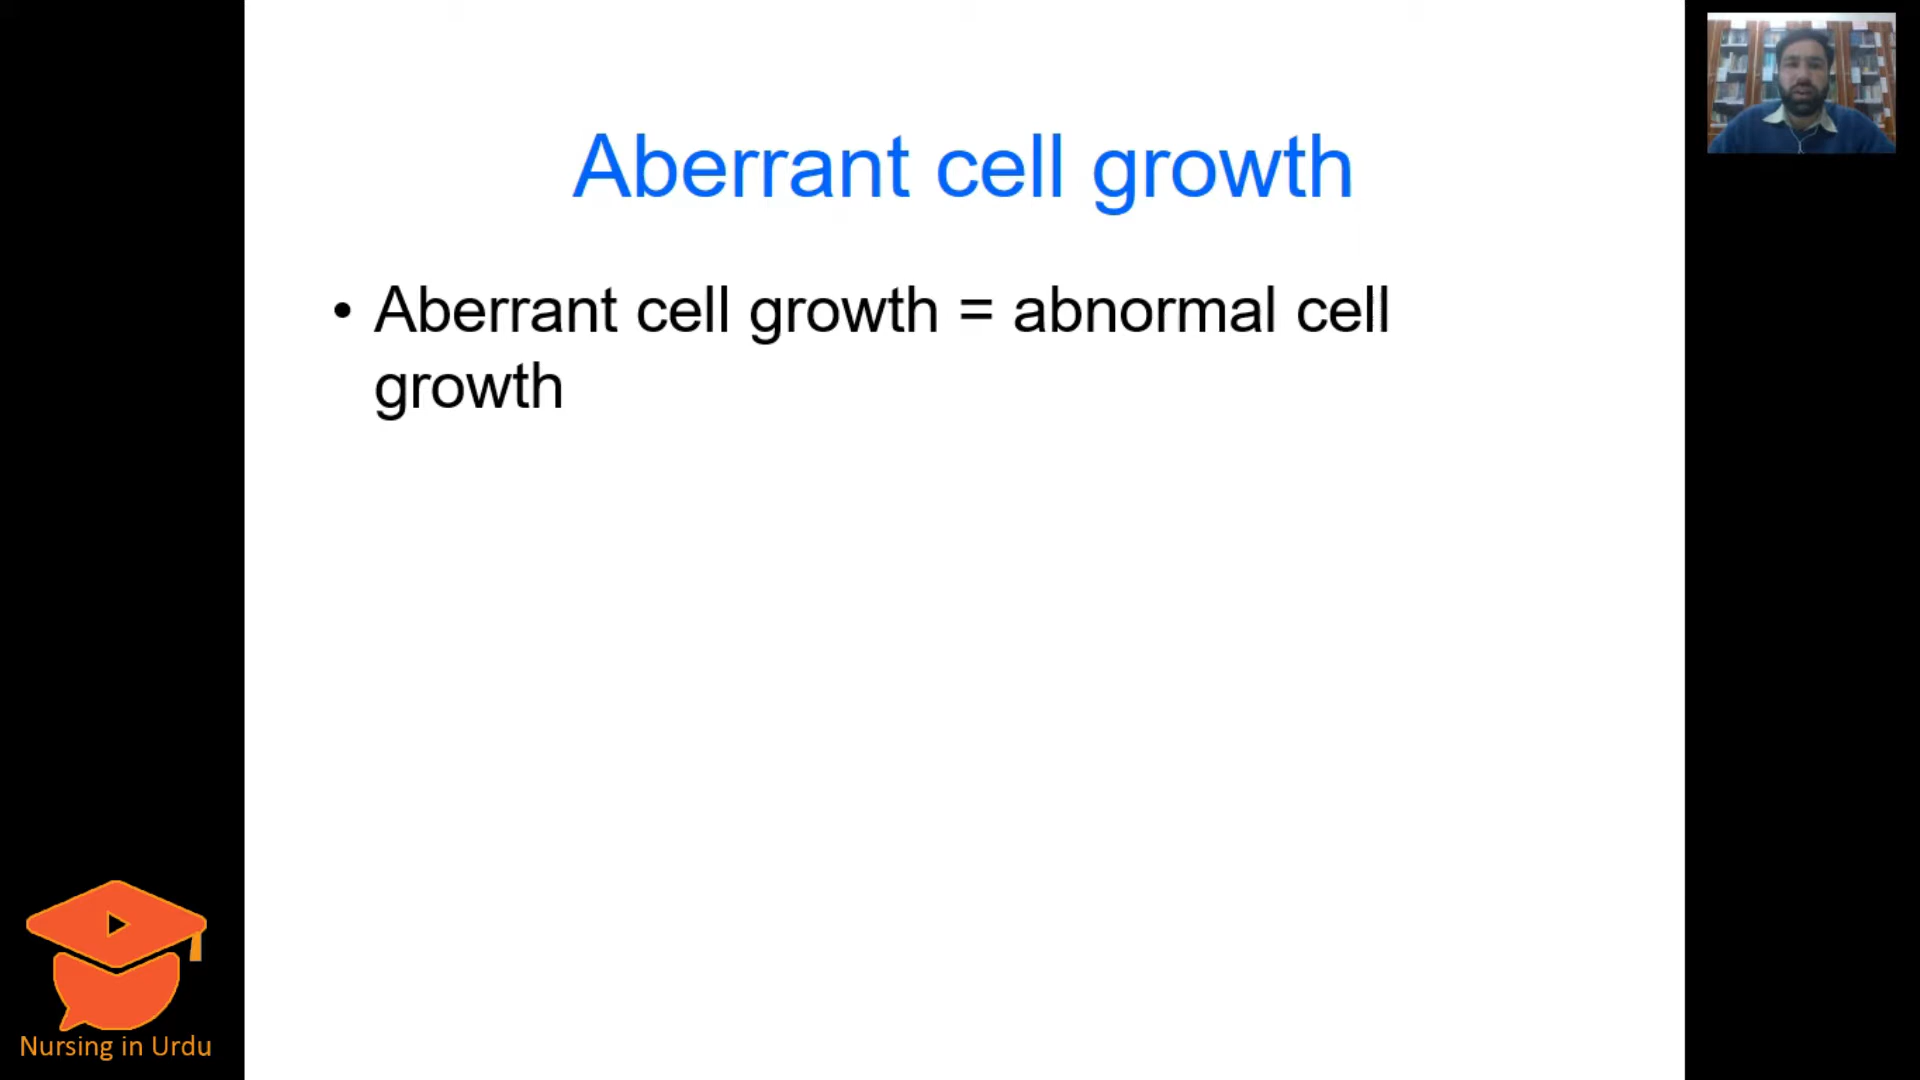 Aberrant cell growth
• Aberrant cell growth = abnormal cell
growth
Nursing in Urdu